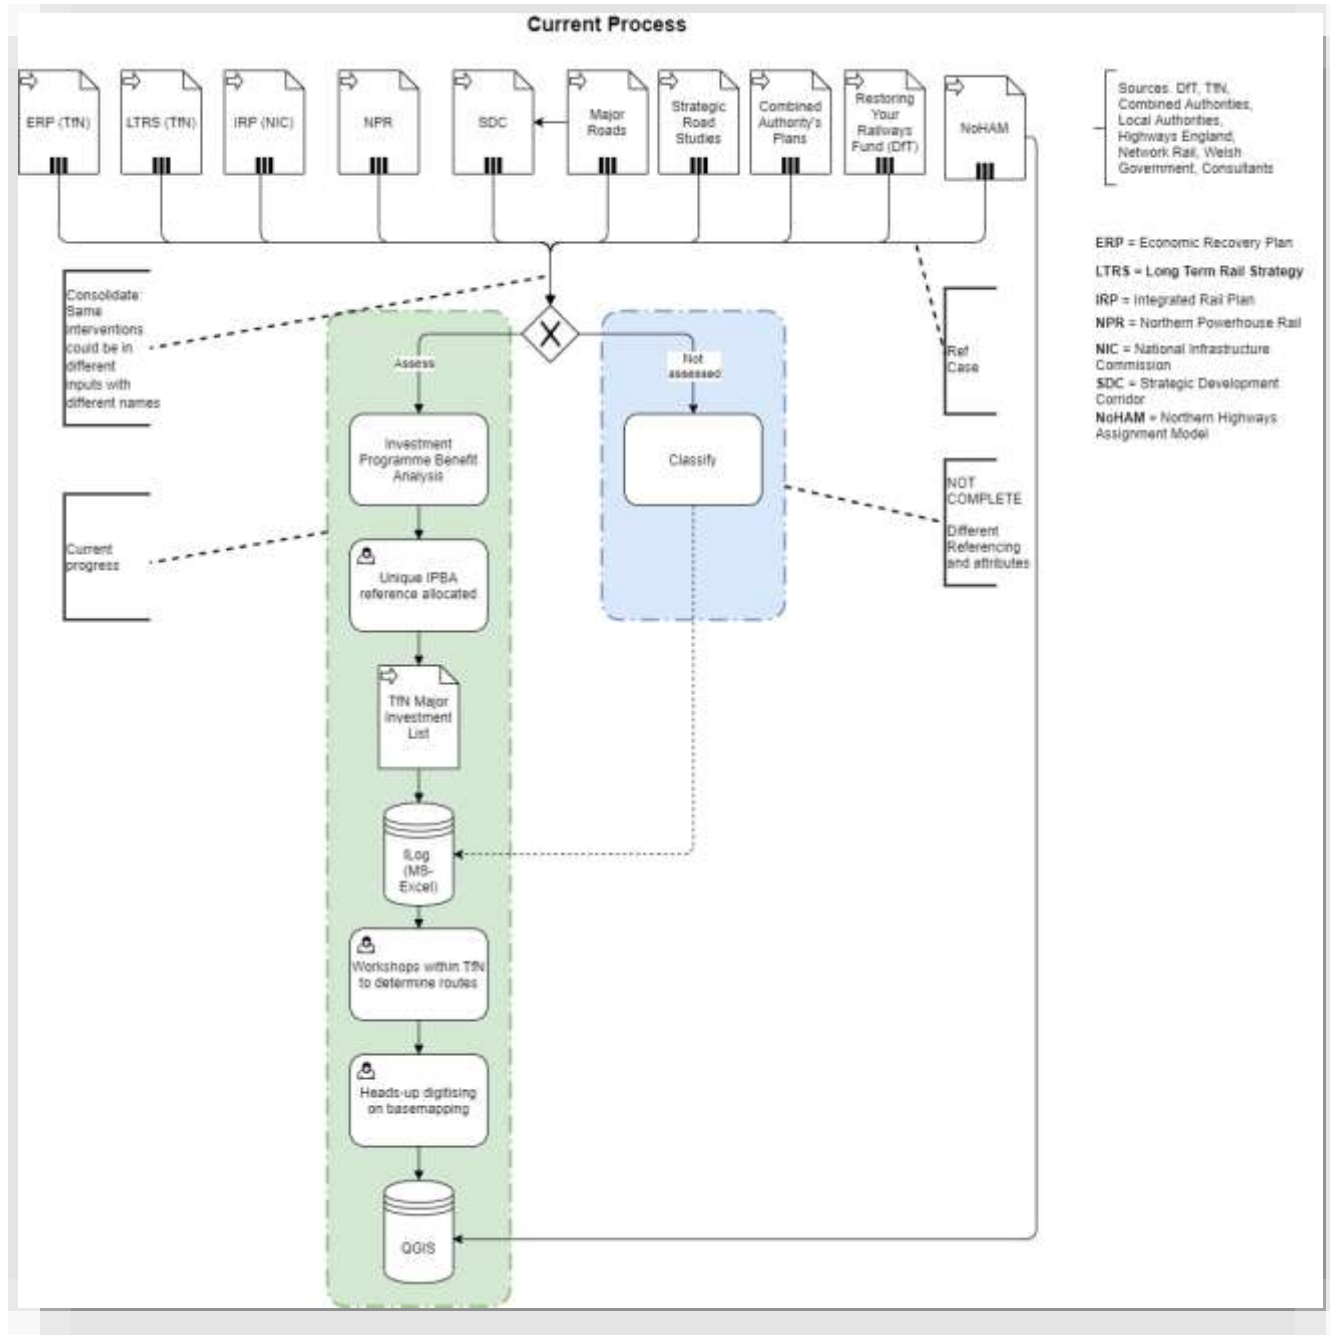 Current Process
ERP (TfN)
LTRS (TfN)
IRP (NIC)
NPR
SDC
Major
Roads
Strategic
Road
Studies
Combined
Authority's
Plans
Restoring
Your
Railways
Fund (DfT)
NoHAM
Sources. DfT, TfN,
Combined Authorities,
Local Authorities,
Highways England,
Network Rail, Welsh
Government, Consultants
ERP = Economic Recovery Plan
LTRS = Long Term Rail Strategy
IRP = Integrated Rail Plan
NPR = Northern Powerhouse Rail
NIC = National Infrastructure
Commission
SDC = Strategic Development
Corridor
NoHAM = Northern Highways
Assignment Model
Consolidate:
Same
interventions
could be in
different
inputs with
different names
X
Assess
Not
assessed
Ref
Case
Investment
Programme Benefit
Analysis
Classify
NOT
COMPLETE
Different
Referencing
and attributes
Current
progress
Unique IPBA
reference allocated
TfN Major
Investment
List
ILog
(MS-
Excel)
Workshops within TfN
to determine routes
Heads-up digitising
on basemapping
QGIS